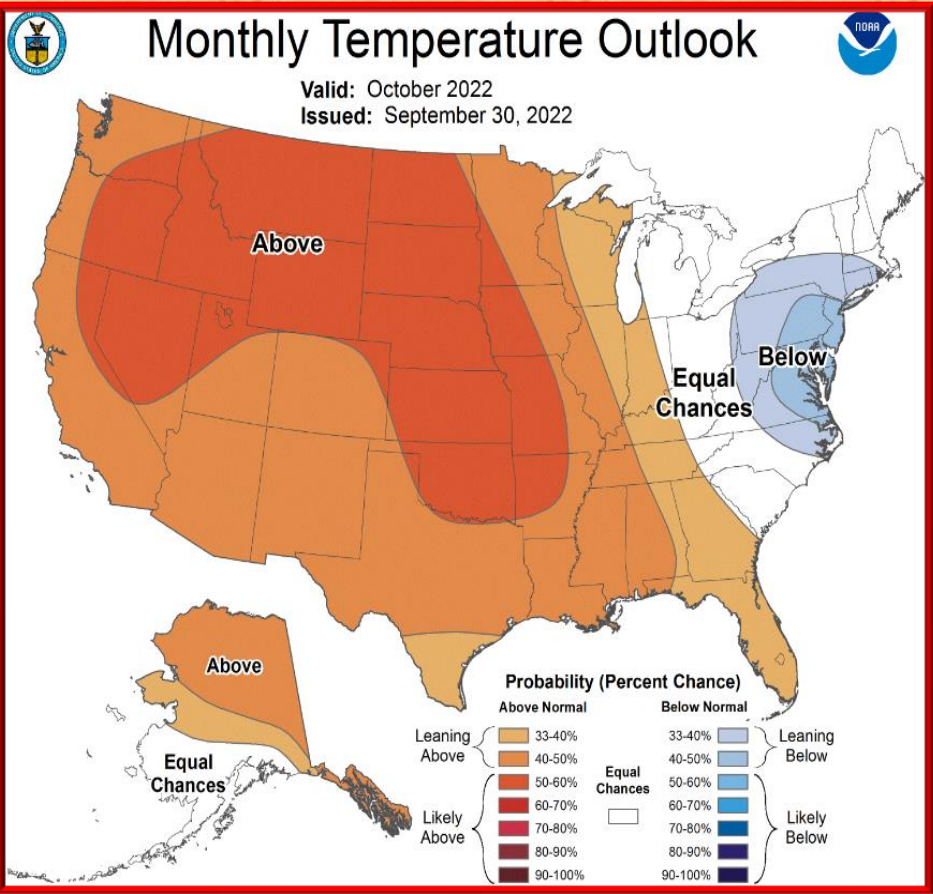 Monthly Temperature Outlook
NOAA
Valid: October 2022
Issued: September 30, 2022
Above
Below
Equal
Chances
Above
Equal
Chances
Probability (Percent Chance)
Above Normal
Below Normal
Leaning
Above
33-40%
40-50%
50-60%
60-70%
70-80%
80-90%
90-100%
Likely
Above
Equal
Chances
33-40%
40-50%
50-60%
60-70%
70-80%
80-90%
90-100%
Leaning
Below
Likely
Below